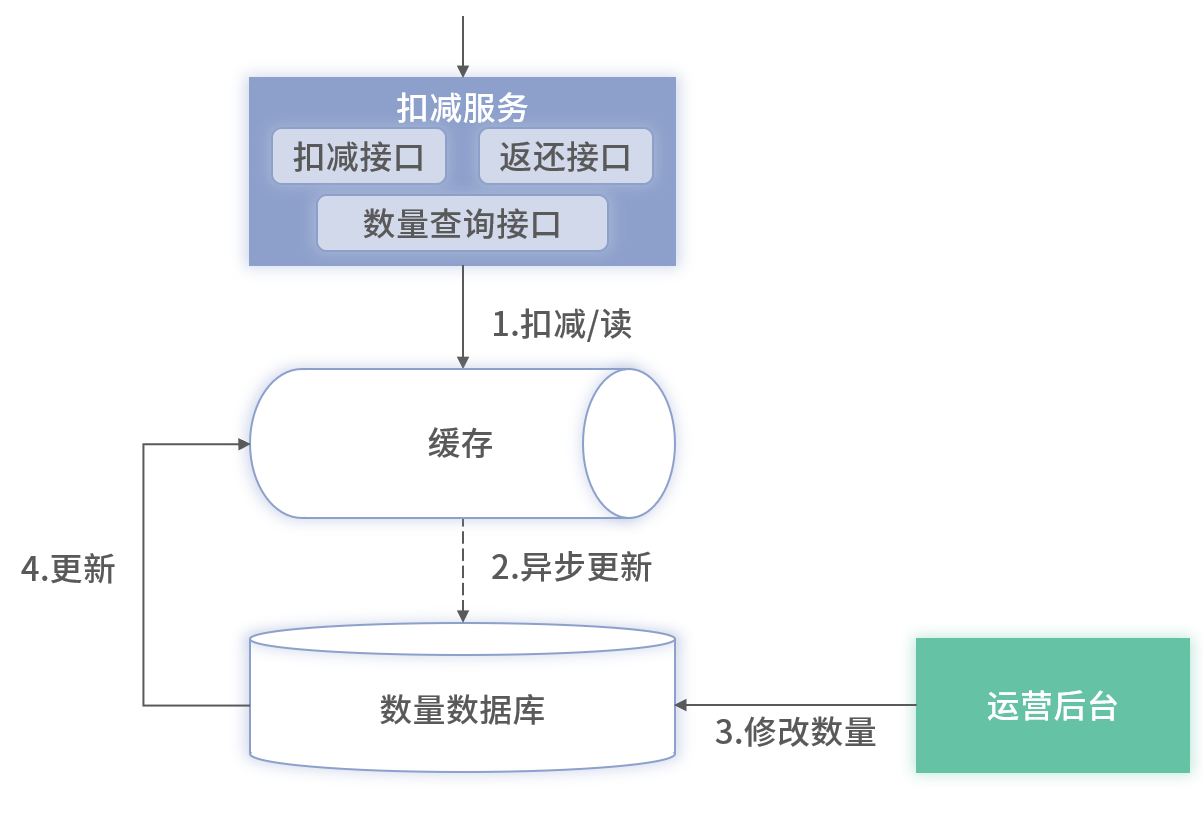 扣减服务
扣减接口
返还接口
数量查询接口
1.扣减/读
缓存
2.异步更新
4.更新
数量数据库
3.修改数量
运营后台